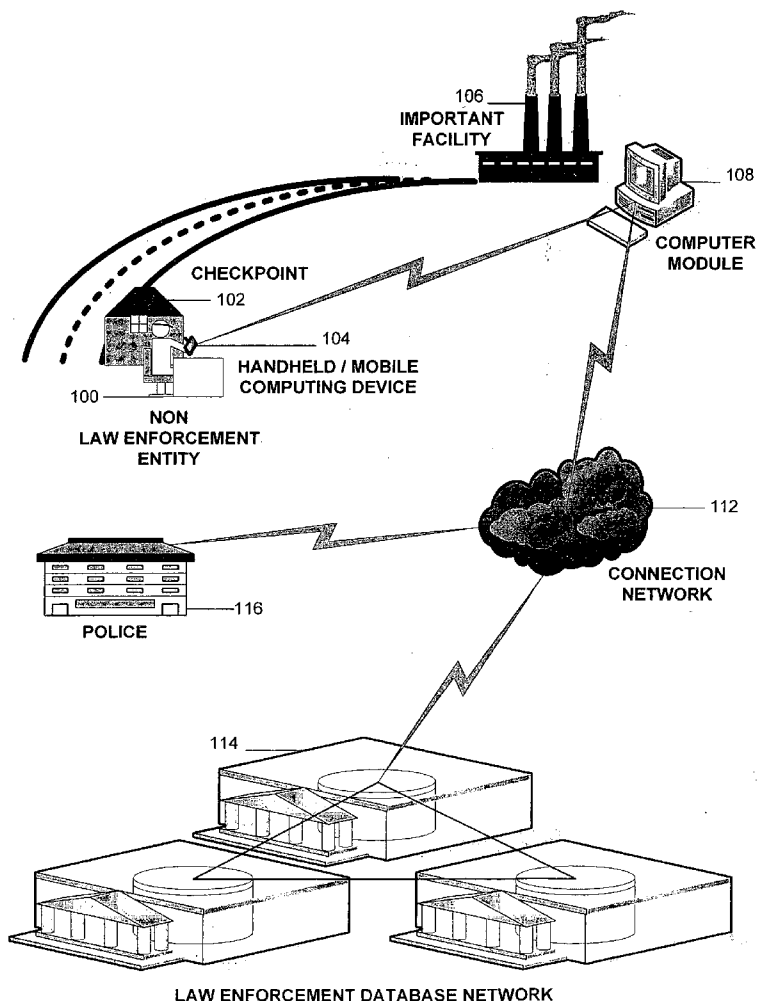 106
IMPORTANT
FACILITY
108
COMPUTER
MODULE
CHECKPOINT
102
104
HANDHELD / MOBILE
COMPUTING DEVICE
100
NON
LAW ENFORCEMENT
ENTITY
112
CONNECTION
NETWORK
116
POLICE
114
LAW ENFORCEMENT DATABASE NETWORK